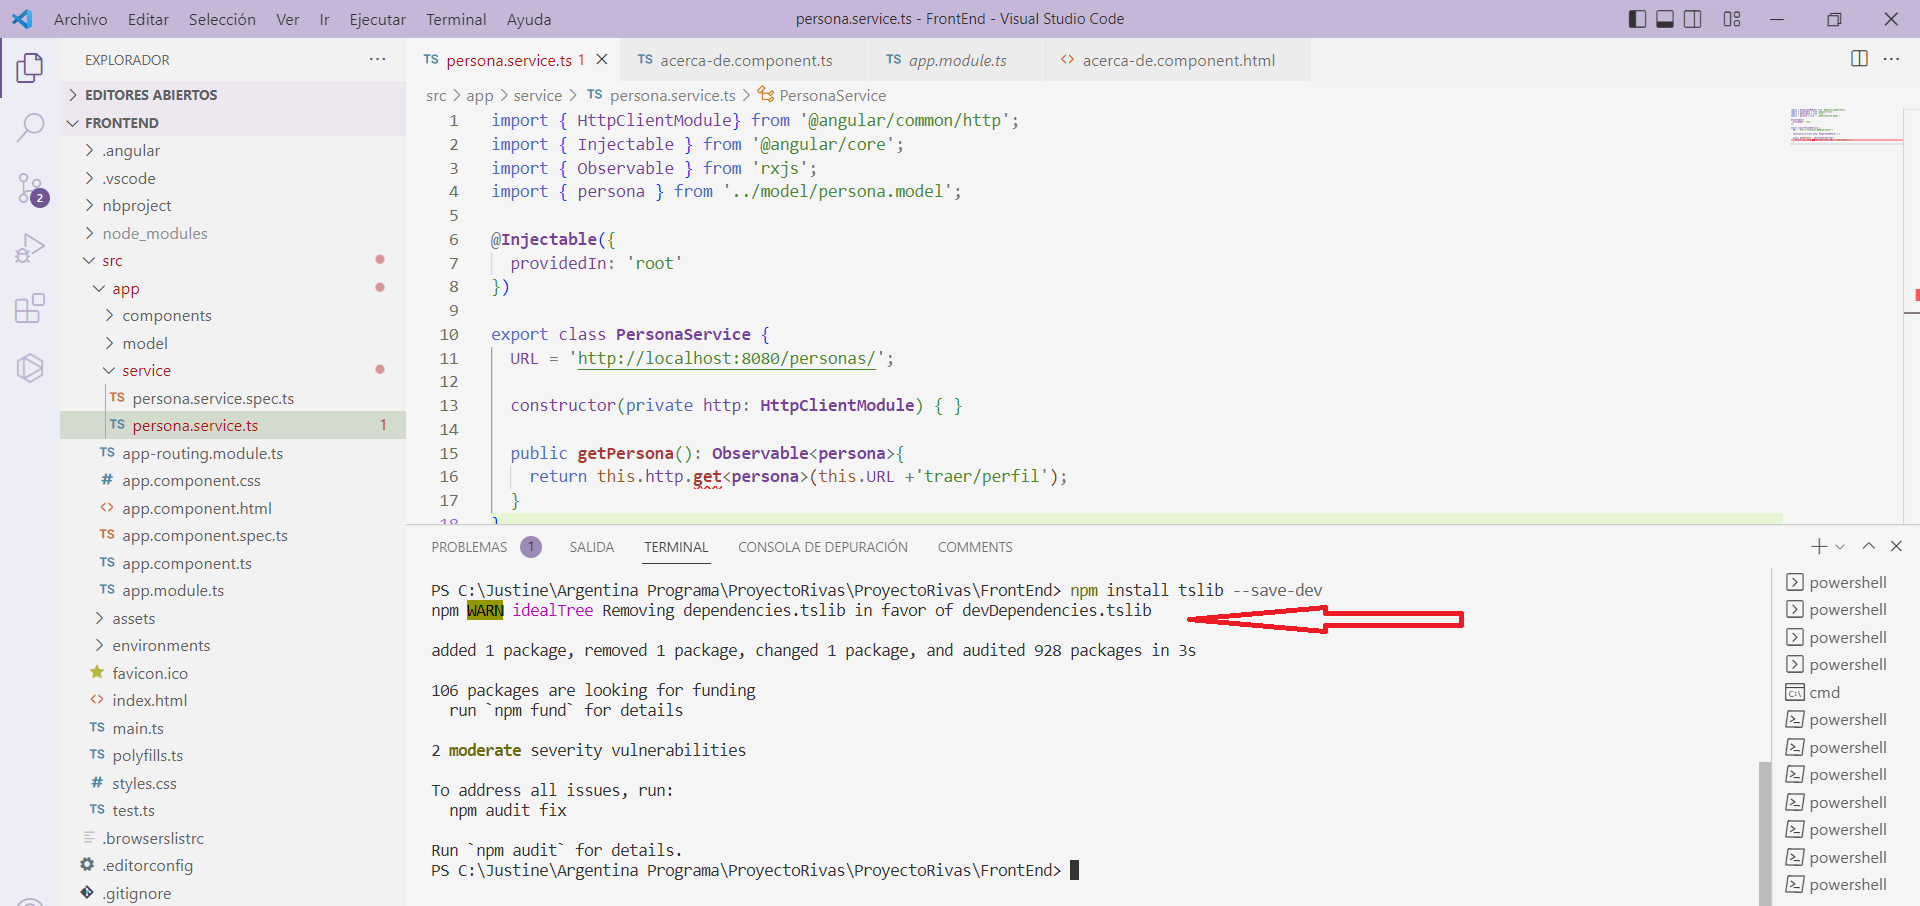 Archivo Editar Selección Ver Ir Ejecutar Terminal Ayuda persona.service.ts - FrontEnd - Visual Studio Code
EXPLORADOR ···
EDITORES ABIERTOS
FRONTEND
.angular
.vscode
nbproject
node_modules
src
app
components
model
service
TS persona.service.spec.ts
TS persona.service.ts 1
TS app-routing.module.ts
# app.component.css
<> app.component.html
TS app.component.spec.ts
TS app.component.ts
TS app.module.ts
assets
environments
favicon.ico
<> index.html
TS main.ts
TS polyfills.ts
# styles.css
TS test.ts
.browserslistrc
.editorconfig
.gitignore
2
TS persona.service.ts 1 TS acerca-de.component.ts TS app.module.ts <> acerca-de.component.html
src > app > service > TS persona.service.ts > PersonaService
1 import { HttpClientModule} from '@angular/common/http';
2 import { Injectable } from '@angular/core';
3 import { Observable } from 'rxjs';
4 import { persona } from '../model/persona.model';
5
6 @Injectable({
7 providedIn: 'root'
8 })
9
10 export class PersonaService {
11 URL = 'http://localhost:8080/personas/';
12
13 constructor(private http: HttpClientModule) { }
14
15 public getPersona(): Observable<persona>{
16 return this.http.get<persona>(this.URL +'traer/perfil');
17 }
18 }
PROBLEMAS 1 SALIDA TERMINAL CONSOLA DE DEPURACIÓN COMMENTS
PS C:\Justine\Argentina Programa\ProyectoRivas\ProyectoRivas\FrontEnd> npm install tslib --save-dev
npm WARN idealTree Removing dependencies.tslib in favor of devDependencies.tslib
added 1 package, removed 1 package, changed 1 package, and audited 928 packages in 3s
106 packages are looking for funding
run `npm fund` for details
2 moderate severity vulnerabilities
To address all issues, run:
npm audit fix
Run `npm audit` for details.
PS C:\Justine\Argentina Programa\ProyectoRivas\ProyectoRivas\FrontEnd>
powershell
powershell
powershell
powershell
cmd
powershell
powershell
powershell
powershell
powershell
powershell
powershell